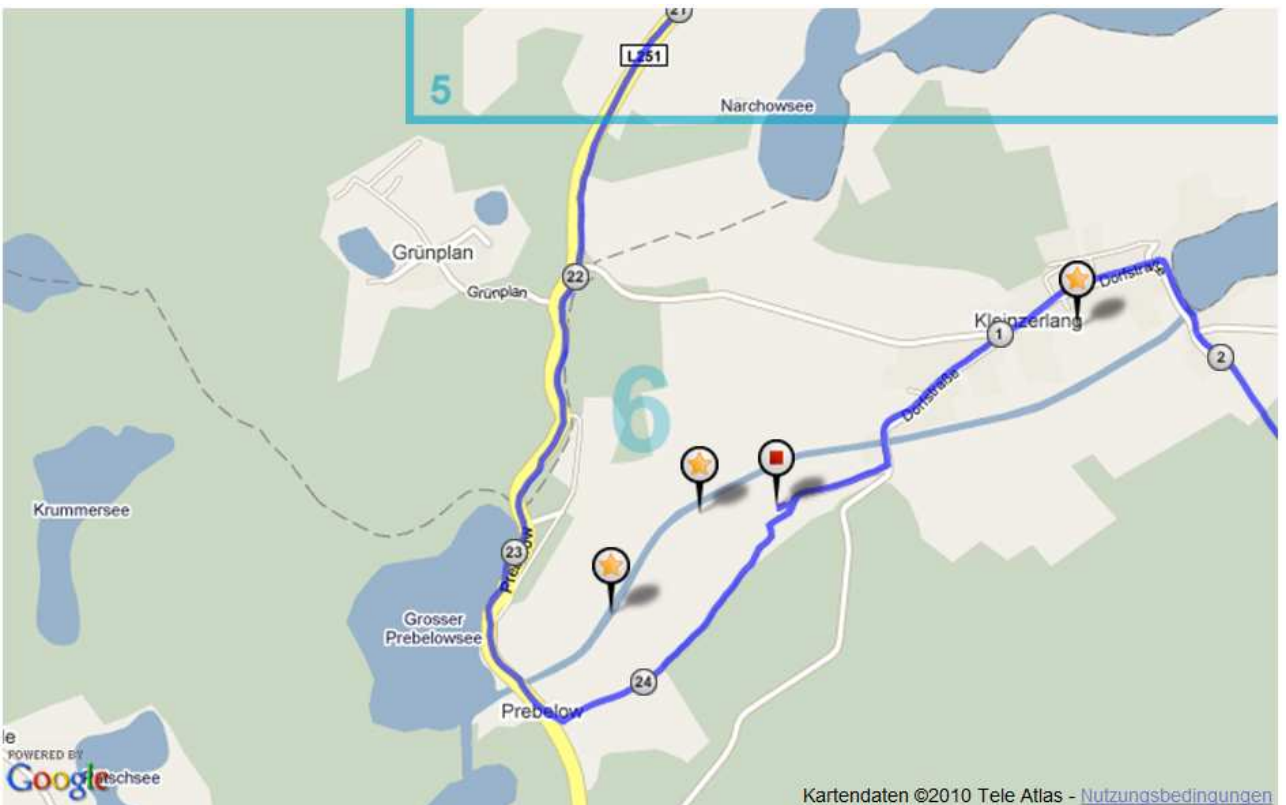 21
L251
5
Narchowsee
Grünplan
22
Grünplan
Dorfstraße
Kleinzerlang
1
2
6
Dorfstraße
Krummersee
23
Grosser
Prebelowsee
24
Prebelow
le
POWERED BY
Google
Kartendaten ©2010 Tele Atlas - Nutzungsbedingungen